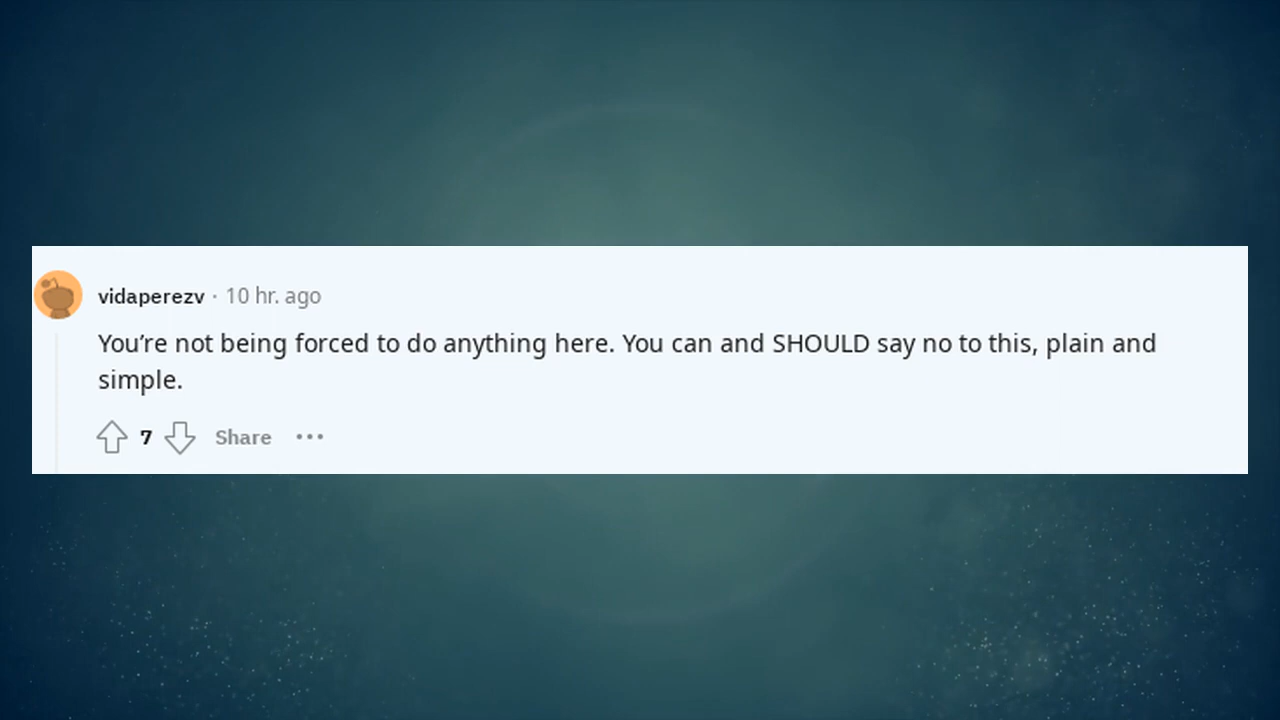 vidaperezv · 10 hr. ago
You’re not being forced to do anything here. You can and SHOULD say no to this, plain and
simple.
7 Share •••